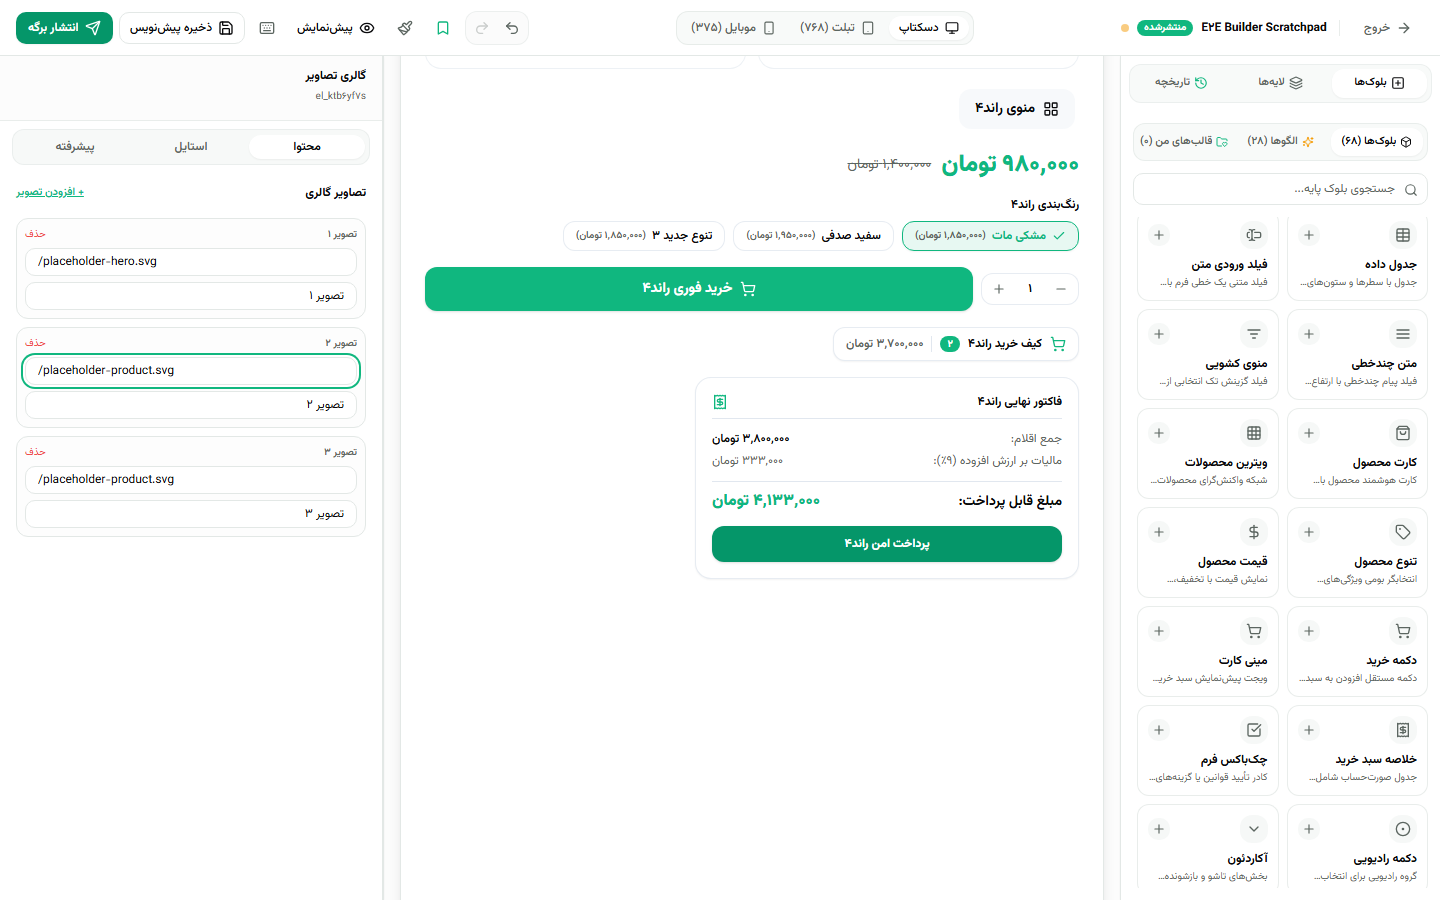 خروج
E۲E Builder Scratchpad
منتشرشده
دسکتاپ
تبلت (۷۶۸)
موبایل (۳۷۵)
پیش‌نمایش
ذخیره پیش‌نویس
انتشار برگه
بلوک‌ها
لایه‌ها
تاریخچه
بلوک‌ها (۶۸)
الگوها (۲۸)
قالب‌های من (۰)
جستجوی بلوک پایه...
جدول داده
جدول با سطرها و ستون‌های...
فیلد ورودی متن
فیلد متنی یک خطی فرم با...
متن چندخطی
فیلد پیام چندخطی با ارتفاع...
منوی کشویی
فیلد گزینش تک انتخابی از...
کارت محصول
کارت هوشمند محصول با...
ویترین محصولات
شبکه واکنش‌گرای محصولات...
تنوع محصول
انتخابگر بومی ویژگی‌های...
قیمت محصول
نمایش قیمت با تخفیف،...
دکمه خرید
دکمه مستقل افزودن به سبد...
مینی کارت
ویجت پیش‌نمایش سبد خرید...
خلاصه سبد خرید
جدول صورت‌حساب شامل...
چک‌باکس فرم
کادر تأیید قوانین یا گزینه‌های...
دکمه رادیویی
گروه رادیویی برای انتخاب...
آکاردئون
بخش‌های تاشو و بازشونده...
منوی راند۴
۹۸۰,۰۰۰ تومان
۱,۴۰۰,۰۰۰ تومان
رنگ‌بندی راند۴
مشکی مات (۱,۸۵۰,۰۰۰ تومان)
سفید صدفی (۱,۹۵۰,۰۰۰ تومان)
تنوع جدید ۳ (۱,۸۵۰,۰۰۰ تومان)
۱
خرید فوری راند۴
کیف خرید راند۴ ۲ ۳,۷۰۰,۰۰۰ تومان
فاکتور نهایی راند۴
جمع اقلام: ۳,۸۰۰,۰۰۰ تومان
مالیات بر ارزش افزوده (۹٪): ۳۳۳,۰۰۰ تومان
مبلغ قابل پرداخت: ۴,۱۳۳,۰۰۰ تومان
پرداخت امن راند۴
گالری تصاویر
el_ktb۶yf۷s
محتوا
استایل
پیشرفته
تصاویر گالری
+ افزودن تصویر
تصویر ۱
حذف
/placeholder-hero.svg
تصویر ۱
تصویر ۲
حذف
/placeholder-product.svg
تصویر ۲
تصویر ۳
حذف
/placeholder-product.svg
تصویر ۳